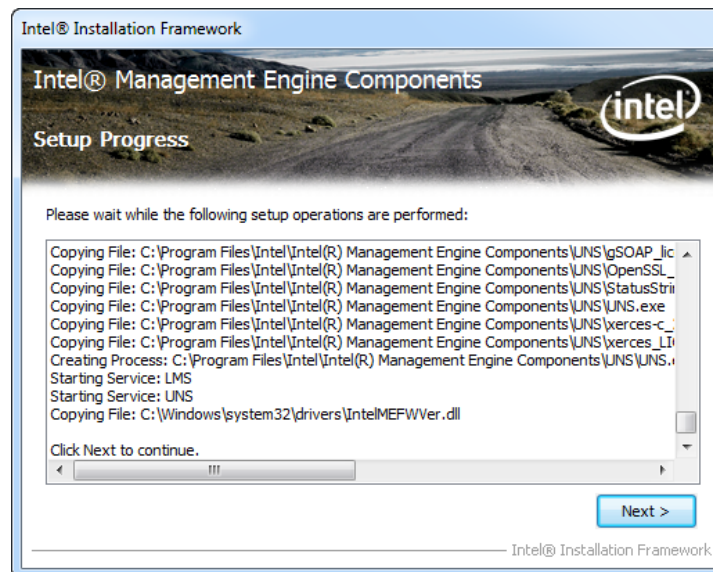 Intel® Installation Framework
Intel® Management Engine Components
intel
Setup Progress
Please wait while the following setup operations are performed:
Copying File: C:\Program Files\Intel\Intel(R) Management Engine Components\UNS\gSOAP_lic
Copying File: C:\Program Files\Intel\Intel(R) Management Engine Components\UNS\OpenSSL_
Copying File: C:\Program Files\Intel\Intel(R) Management Engine Components\UNS\StatusStri
Copying File: C:\Program Files\Intel\Intel(R) Management Engine Components\UNS\UNS.exe
Copying File: C:\Program Files\Intel\Intel(R) Management Engine Components\UNS\xerces-c_
Copying File: C:\Program Files\Intel\Intel(R) Management Engine Components\UNS\xerces_LI
Creating Process: C:\Program Files\Intel\Intel(R) Management Engine Components\UNS\UNS.
Starting Service: LMS
Starting Service: UNS
Copying File: C:\Windows\system32\drivers\IntelMEFWVer.dll
Click Next to continue.
Next >
Intel® Installation Framework